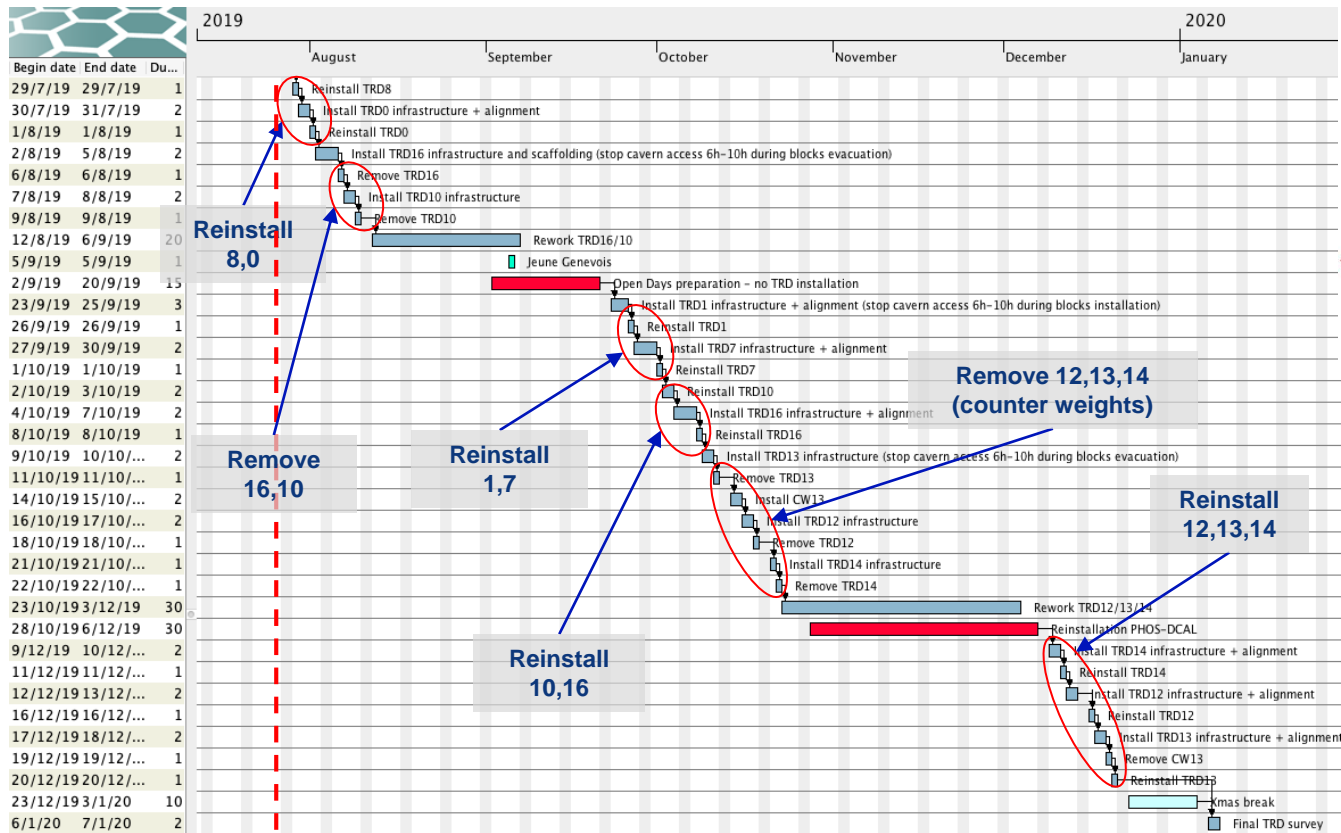 2019 2020
August September October November December January
Begin date End date Du...
29/7/19 29/7/19 1 Reinstall TRD8
30/7/19 31/7/19 2 Install TRD0 infrastructure + alignment
1/8/19 1/8/19 1 Reinstall TRD0
2/8/19 5/8/19 2 Install TRD16 infrastructure and scaffolding (stop cavern access 6h-10h during blocks evacuation)
6/8/19 6/8/19 1 Remove TRD16
7/8/19 8/8/19 2 Install TRD10 infrastructure
9/8/19 9/8/19 1 Remove TRD10
12/8/19 6/9/19 20 Rework TRD16/10
5/9/19 5/9/19 1 Jeune Genevois
2/9/19 20/9/19 15 Open Days preparation - no TRD installation
23/9/19 25/9/19 3 Install TRD1 infrastructure + alignment (stop cavern access 6h-10h during blocks installation)
26/9/19 26/9/19 1 Reinstall TRD1
27/9/19 30/9/19 2 Install TRD7 infrastructure + alignment
1/10/19 1/10/19 1 Reinstall TRD7
2/10/19 3/10/19 2 Reinstall TRD10
4/10/19 7/10/19 2 Install TRD16 infrastructure + alignment
8/10/19 8/10/19 1 Reinstall TRD16
9/10/19 10/10/... 2 Install TRD13 infrastructure (stop cavern access 6h-10h during blocks evacuation)
11/10/19 11/10/... 1 Remove TRD13
14/10/19 15/10/... 2 Install CW13
16/10/19 17/10/... 2 Install TRD12 infrastructure
18/10/19 18/10/... 1 Remove TRD12
21/10/19 21/10/... 1 Install TRD14 infrastructure
22/10/19 22/10/... 1 Remove TRD14
23/10/19 3/12/19 30 Rework TRD12/13/14
28/10/19 6/12/19 30 Reinstallation PHOS-DCAL
9/12/19 10/12/... 2 Install TRD14 infrastructure + alignment
11/12/19 11/12/... 1 Reinstall TRD14
12/12/19 13/12/... 2 Install TRD12 infrastructure + alignment
16/12/19 16/12/... 1 Reinstall TRD12
17/12/19 18/12/... 2 Install TRD13 infrastructure + alignment
19/12/19 19/12/... 1 Remove CW13
20/12/19 20/12/... 1 Reinstall TRD13
23/12/19 3/1/20 10 Xmas break
6/1/20 7/1/20 2 Final TRD survey
Reinstall
8,0
Remove
16,10
Reinstall
1,7
Reinstall
10,16
Remove 12,13,14
(counter weights)
Reinstall
12,13,14